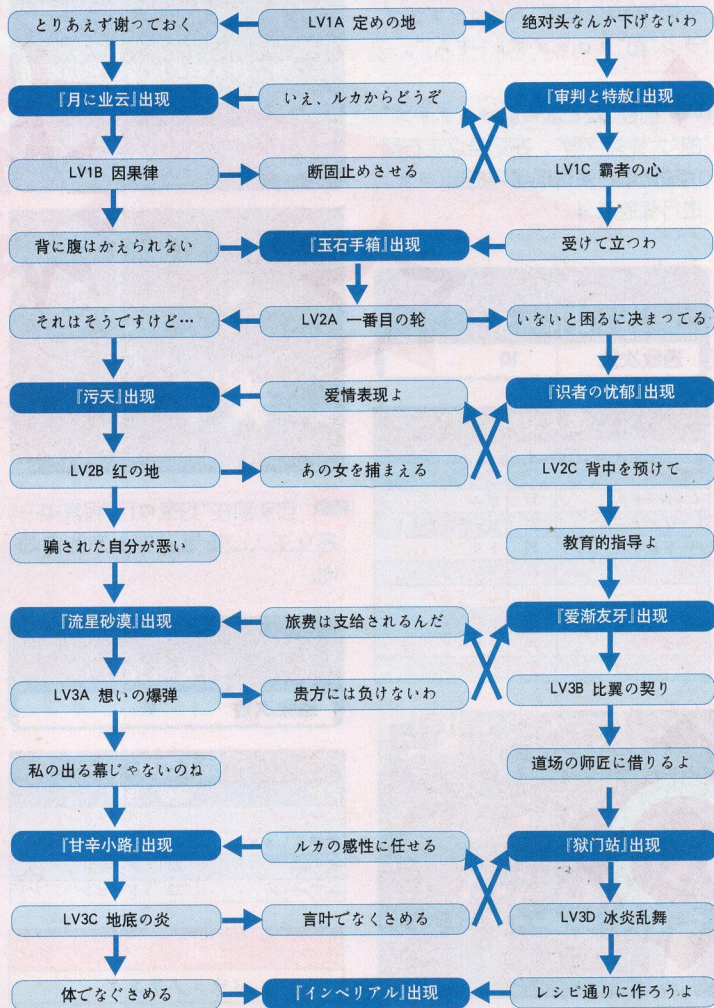 とりあえず谢つておく
LV1A 定めの地
绝对头なんか下げないわ
『月に业云』出现
いえ、ルカからどうぞ
『审判と特赦』出现
LV1B 因果律
断固止めさせる
LV1C 霸者の心
背に腹はかえられない
『玉石手箱』出现
受けて立つわ
それはそうですけど…
LV2A 一番目の轮
いないと困るに决まつてる
『污天』出现
爱情表现よ
『识者の忧郁』出现
LV2B 红の地
あの女を捕まえる
LV2C 背中を预けて
骗された自分が悪い
教育的指导よ
『流星砂漠』出现
旅费は支给されるんだ
『爱渐友牙』出现
LV3A 想いの爆弹
贵方には负けないわ
LV3B 比翼の契り
私の出る幕じゃないのね
道场の师匠に借りるよ
『甘辛小路』出现
ルカの感性に任せる
『狱门站』出现
LV3C 地底の炎
言叶でなくさめる
LV3D 冰炎乱舞
体でなぐさめる
『インペリアル』出现
レシピ通りに作ろうよ